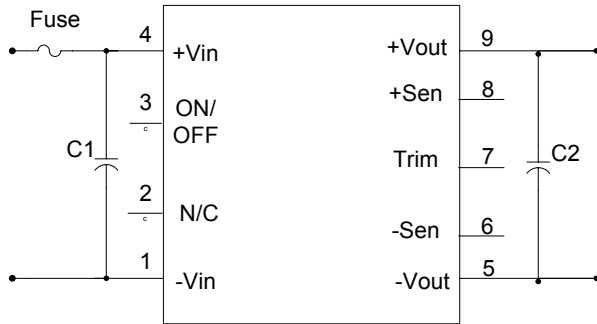 Fuse
4
+Vin
+Vout
9
3
ON/
OFF
+Sen
8
C1
Trim
7
C2
2
N/C
-Sen
6
1
-Vin
-Vout
5